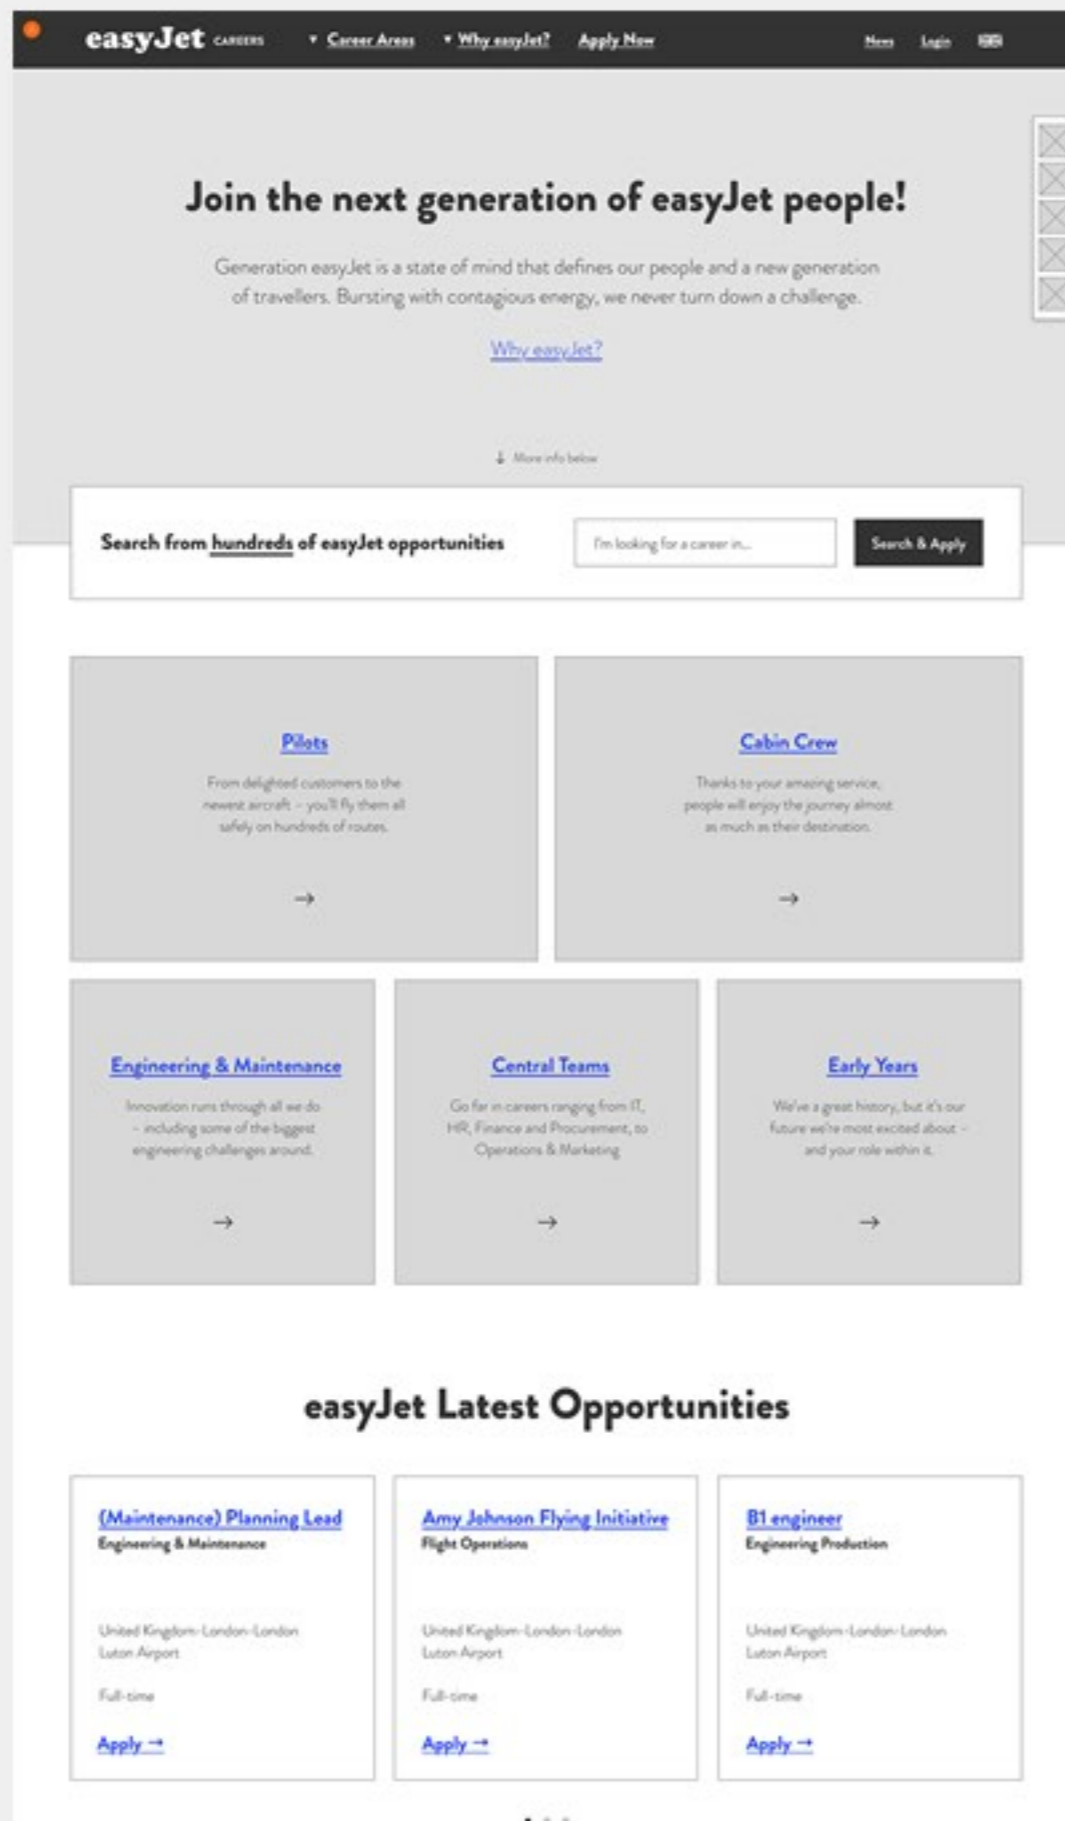 easyJet CAREERS ▼ Career Areas ▼ Why easyJet? Apply Now News Login
Join the next generation of easyJet people!
Generation easyJet is a state of mind that defines our people and a new generation
of travellers. Bursting with contagious energy, we never turn down a challenge.
Why easyJet?
↓ More info below
Search from hundreds of easyJet opportunities
I'm looking for a career in...
Search & Apply
Pilots
From delighted customers to the
newest aircraft – you'll fly them all
safely on hundreds of routes.
→
Cabin Crew
Thanks to your amazing service,
people will enjoy the journey almost
as much as their destination.
→
Engineering & Maintenance
Innovation runs through all we do
– including some of the biggest
engineering challenges around.
→
Central Teams
Go far in careers ranging from IT,
HR, Finance and Procurement, to
Operations & Marketing
→
Early Years
We've a great history, but it's our
future we're most excited about –
and your role within it.
→
easyJet Latest Opportunities
(Maintenance) Planning Lead
Engineering & Maintenance
United Kingdom-London-London
Luton Airport
Full-time
Apply →
Amy Johnson Flying Initiative
Flight Operations
United Kingdom-London-London
Luton Airport
Full-time
Apply →
B1 engineer
Engineering Production
United Kingdom-London-London
Luton Airport
Full-time
Apply →